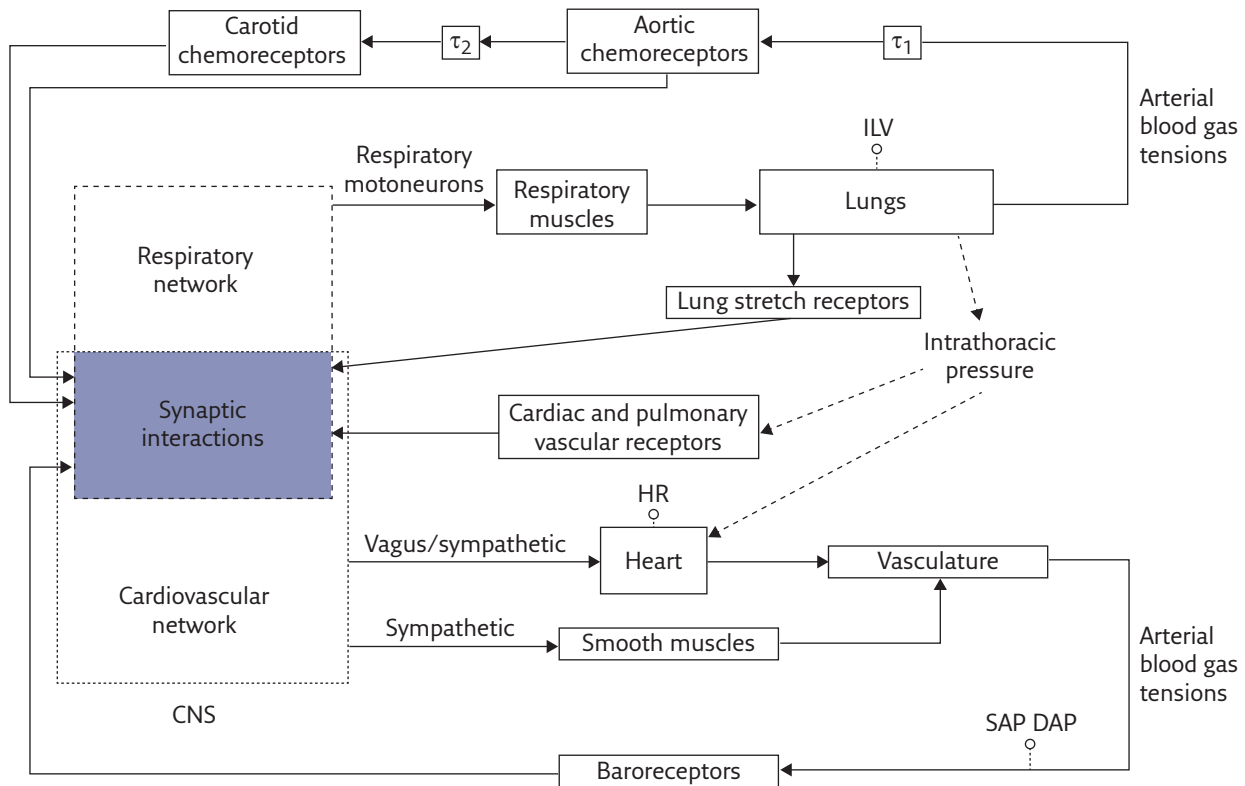 Carotid
chemoreceptors
τ2
Aortic
chemoreceptors
τ1
Arterial
blood gas
tensions
ILV
Respiratory
motoneurons
Respiratory
muscles
Lungs
Respiratory
network
Lung stretch receptors
Intrathoracic
pressure
Synaptic
interactions
Cardiac and pulmonary
vascular receptors
HR
Vagus/sympathetic
Heart
Vasculature
Cardiovascular
network
Sympathetic
Smooth muscles
Arterial
blood gas
tensions
CNS
SAP DAP
Baroreceptors